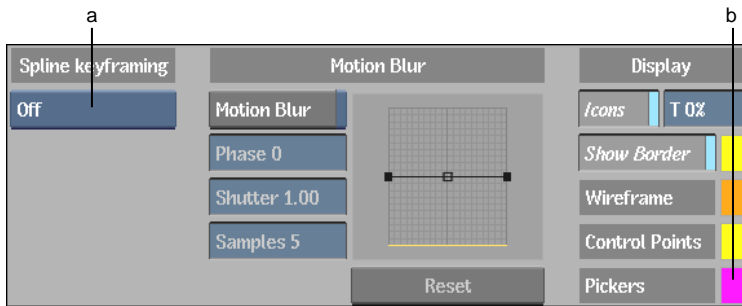 a
b
Spline keyframing
Motion Blur
Display
Off
Motion Blur
Icons
T 0%
Phase 0
Show Border
Shutter 1.00
Wireframe
Samples 5
Control Points
Reset
Pickers